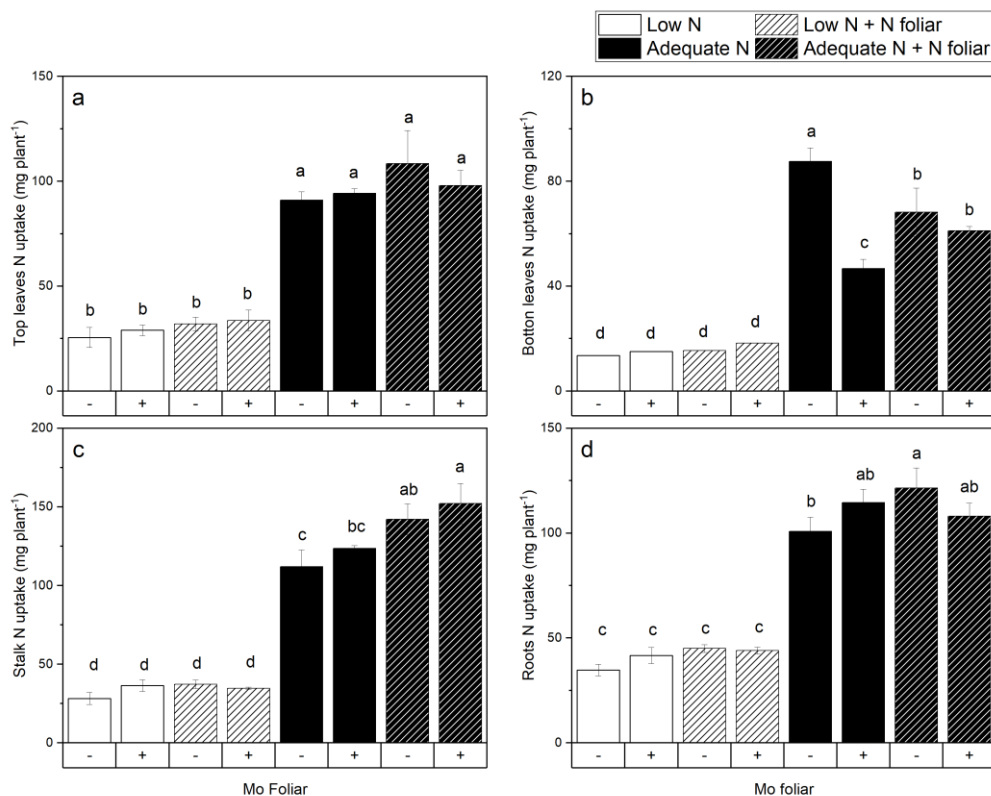 Low N
Low N + N foliar
Adequate N
Adequate N + N foliar
a
Top leaves N uptake (mg plant⁻¹)
150
100
50
0
b b b b a a a a
- + - + - + - +
b
Botton leaves N uptake (mg plant⁻¹)
120
80
40
0
d d d d a c b b
- + - + - + - +
c
Stalk N uptake (mg plant⁻¹)
200
150
100
50
0
d d d d c bc ab a
- + - + - + - +
Mo Foliar
d
Roots N uptake (mg plant⁻¹)
150
100
50
0
c c c c b ab a ab
- + - + - + - +
Mo foliar